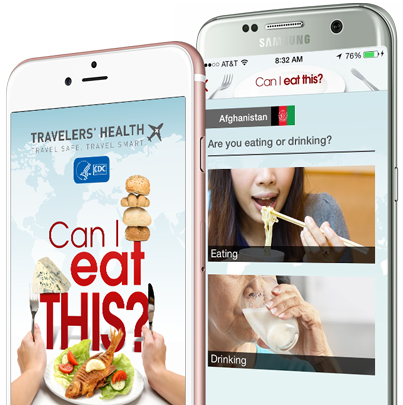 TRAVELERS' HEALTH
TRAVEL SAFE. TRAVEL SMART.
CDC
Can I
eat
THIS?
SAMSUNG
AT&T
8:32 AM
76%
Can I eat this?
Afghanistan
Are you eating or drinking?
Eating
Drinking